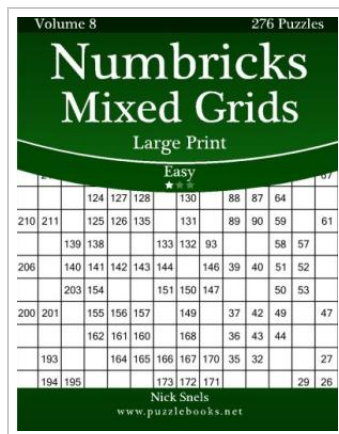 Volume 8 276 Puzzles
Numbricks
Mixed Grids
Large Print
Easy
124 127 128 130 88 87 64
210 211 125 126 135 131 89 90 59 61
139 138 133 132 93 58 57
206 140 141 142 143 144 146 39 40 51 52
203 154 151 150 147 50 53
200 201 155 156 157 149 37 42 49 47
162 161 160 168 36 43 44
193 164 165 166 167 170 35 32 27
194 195 173 172 171 29 26
Nick Snels
www.puzzlebooks.net